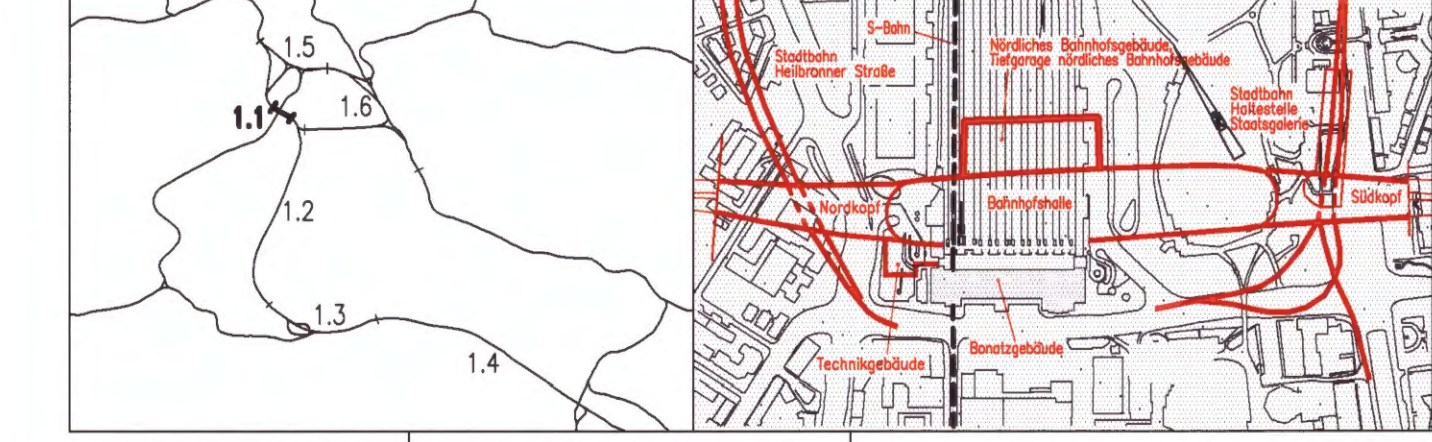 1.5
1.1
1.6
1.2
1.3
1.4
S-Bahn
Stadtbahn
Heilbronner Straße
Nördliches Bahnhofsgebäude,
Tiefgarage nördliches Bahnhofsgebäude
Stadtbahn
Haltestelle
Staatsgalerie
Nordkopf
Bahnhofshalle
Südkopf
Technikgebäude
Bonatzgebäude